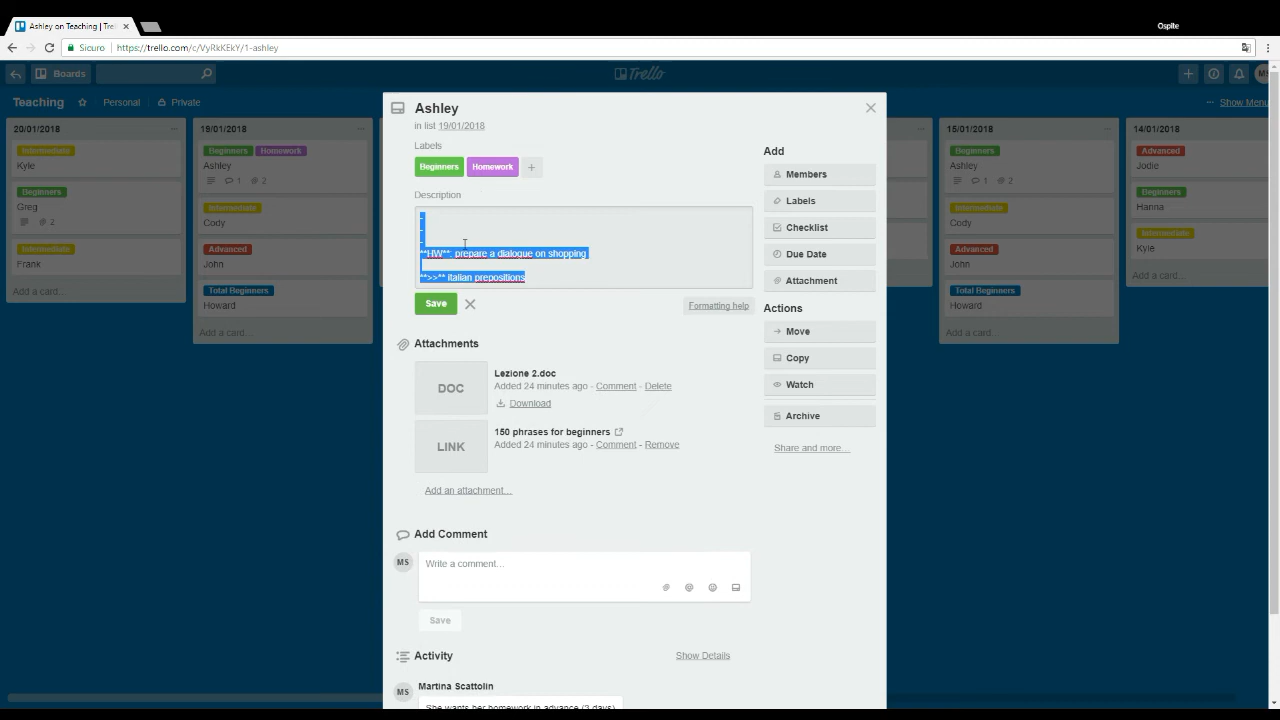 Ashley on Teaching | Trel
Ospite
Sicuro
https://trello.com/c/VyRkKEkY/1-ashley
Boards
Trello
MS
Teaching
Personal
Private
Show Menu
20/01/2018
Intermediate
Kyle
Beginners
Greg
2
Intermediate
Frank
Add a card…
19/01/2018
Beginners Homework
Ashley
1 2
Intermediate
Cody
Advanced
John
Total Beginners
Howard
Add a card…
Ashley
in list 19/01/2018
Labels
Beginners
Homework
+
Description
-
-
-
**HW**: prepare a dialogue on shopping
**>>** italian prepositions
Save
Formatting help
Attachments
DOC
Lezione 2.doc
Added 24 minutes ago - Comment - Delete
Download
LINK
150 phrases for beginners
Added 24 minutes ago - Comment - Remove
Add an attachment…
Add Comment
MS
Write a comment…
Save
Activity
Show Details
MS
Martina Scattolin
She wants her homework in advance (3 days)
Add
Members
Labels
Checklist
Due Date
Attachment
Actions
Move
Copy
Watch
Archive
Share and more…
15/01/2018
Beginners
Ashley
1 2
Intermediate
Cody
Advanced
John
Total Beginners
Howard
Add a card…
14/01/2018
Advanced
Jodie
Beginners
Hanna
Intermediate
Kyle
Add a card…